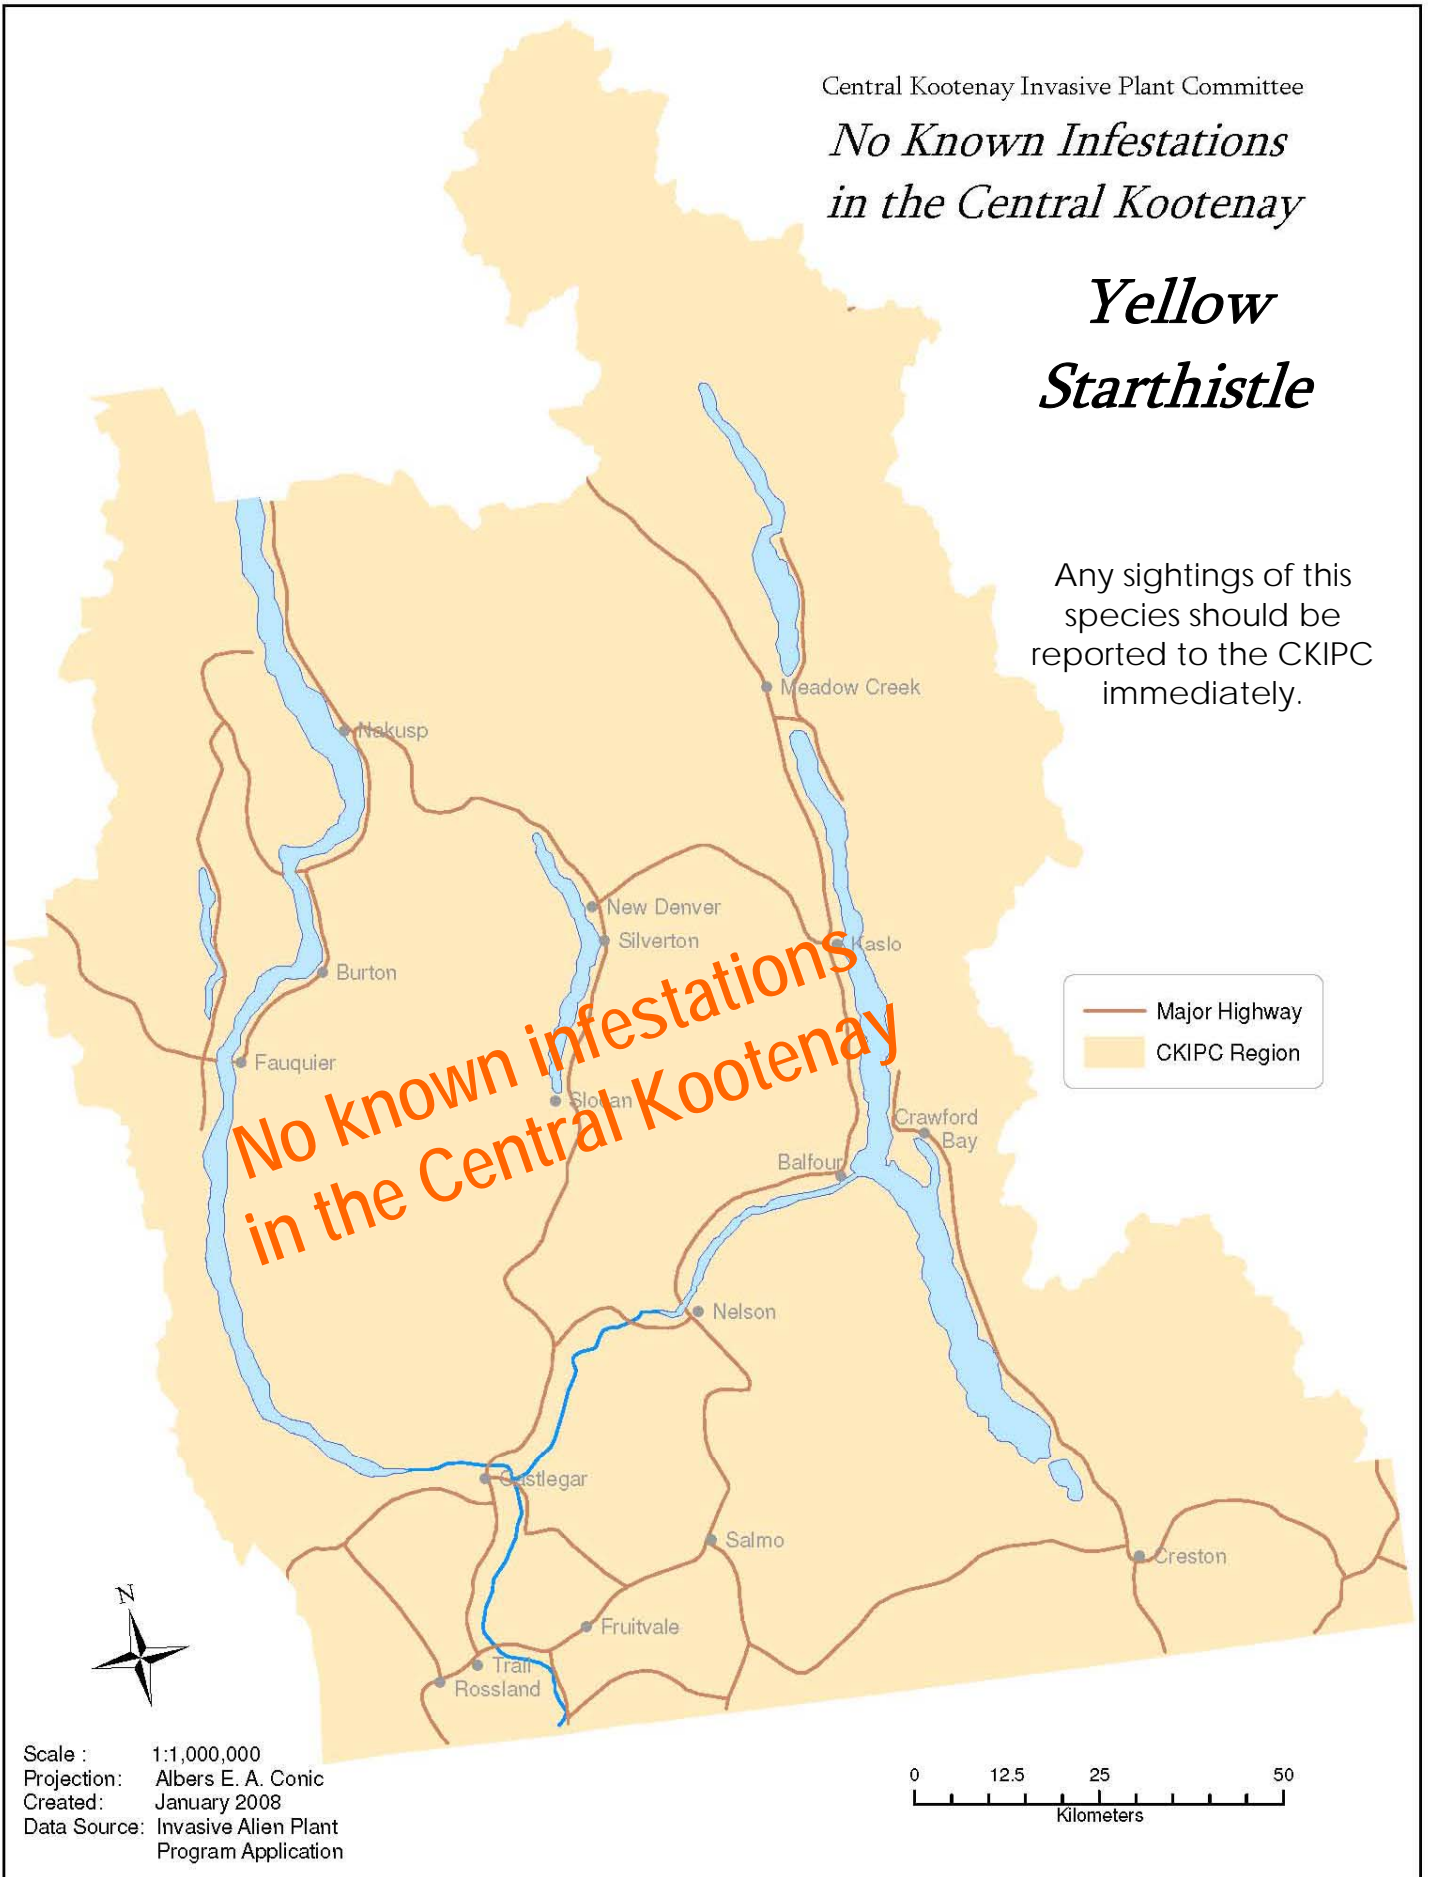 Central Kootenay Invasive Plant Committee
No Known Infestations
in the Central Kootenay
Yellow
Starthistle
Any sightings of this
species should be
reported to the CKIPC
immediately.
Meadow Creek
Nakusp
New Denver
Silverton
Kaslo
Burton
Fauquier
Slocan
No known infestations
in the Central Kootenay
Major Highway
CKIPC Region
Crawford
Bay
Balfour
Nelson
Castlegar
Salmo
Creston
Fruitvale
Trail
Rossland
N
Scale : 1:1,000,000
Projection: Albers E. A. Conic
Created: January 2008
Data Source: Invasive Alien Plant
Program Application
0 12.5 25 50
Kilometers